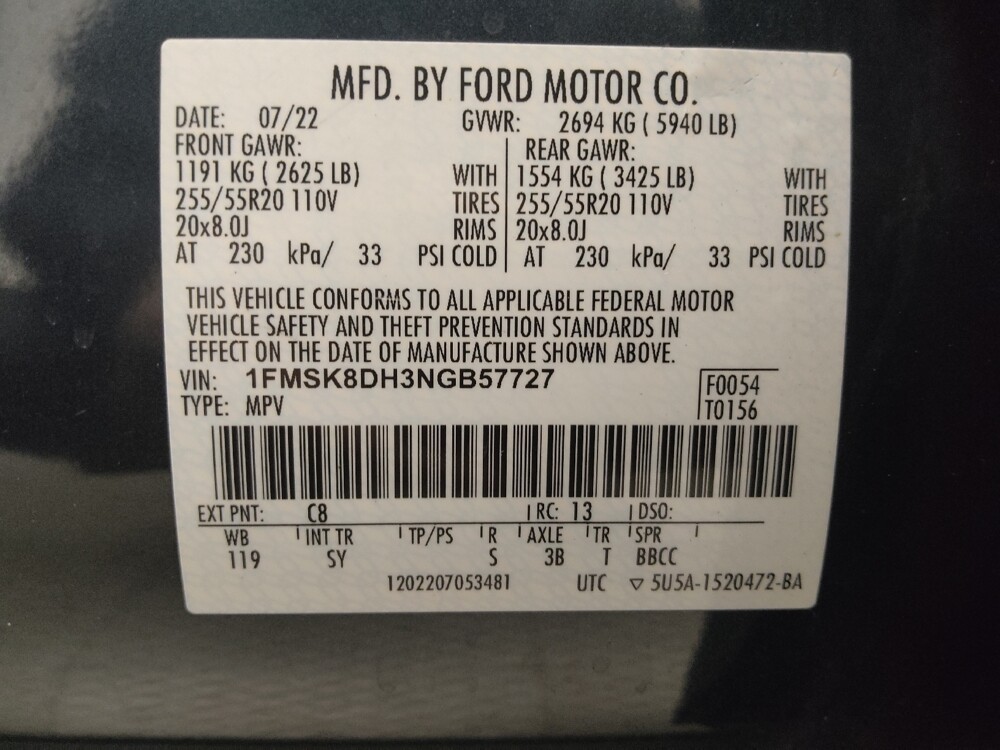 MFD. BY FORD MOTOR CO.
DATE: 07/22 GVWR: 2694 KG ( 5940 LB)
FRONT GAWR: REAR GAWR:
1191 KG ( 2625 LB) WITH 1554 KG ( 3425 LB) WITH
255/55R20 110V TIRES 255/55R20 110V TIRES
20x8.0J RIMS 20x8.0J RIMS
AT 230 kPa/ 33 PSI COLD AT 230 kPa/ 33 PSI COLD
THIS VEHICLE CONFORMS TO ALL APPLICABLE FEDERAL MOTOR
VEHICLE SAFETY AND THEFT PREVENTION STANDARDS IN
EFFECT ON THE DATE OF MANUFACTURE SHOWN ABOVE.
VIN: 1FMSK8DH3NGB57727 F0054
TYPE: MPV T0156
EXT PNT: C8 RC: 13 DSO:
WB INT TR TP/PS R AXLE TR SPR
119 SY S 3B T BBCC
1202207053481 UTC ▽ 5U5A-1520472-BA